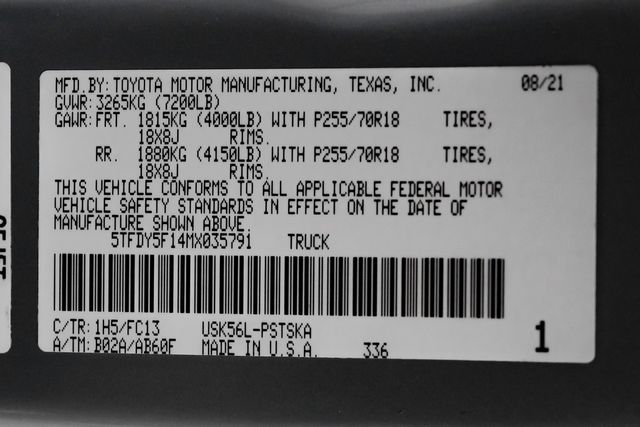 MFD.BY: TOYOTA MOTOR MANUFACTURING, TEXAS, INC. 08/21
GVWR: 3265KG (7200LB)
GAWR: FRT. 1815KG (4000LB) WITH P255/70R18 TIRES,
18X8J RIMS.
RR. 1880KG (4150LB) WITH P255/70R18 TIRES,
18X8J RIMS.
THIS VEHICLE CONFORMS TO ALL APPLICABLE FEDERAL MOTOR
VEHICLE SAFETY STANDARDS IN EFFECT ON THE DATE OF
MANUFACTURE SHOWN ABOVE.
5TFDY5F14MX035791 TRUCK
C/TR: 1H5/FC13 USK56L-PSTSKA
A/TM: B02A/AB60F MADE IN U.S.A. 336 1